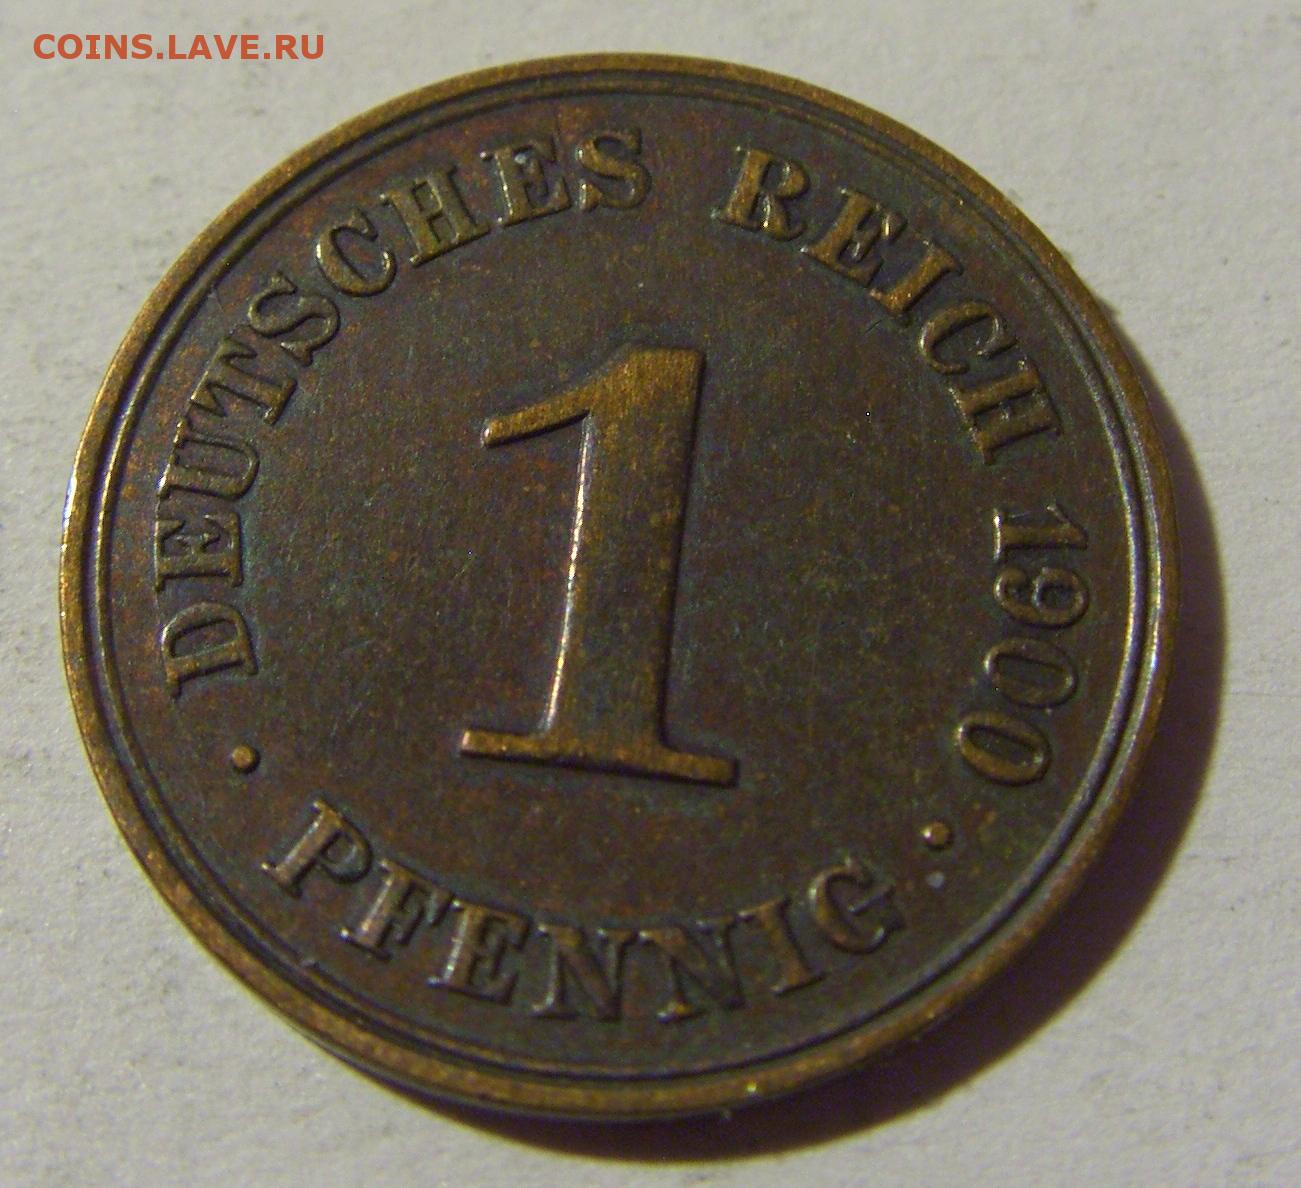 COINS.LAVE.RU
DEUTSCHES REICH 1900
1
· PFENNIG ·